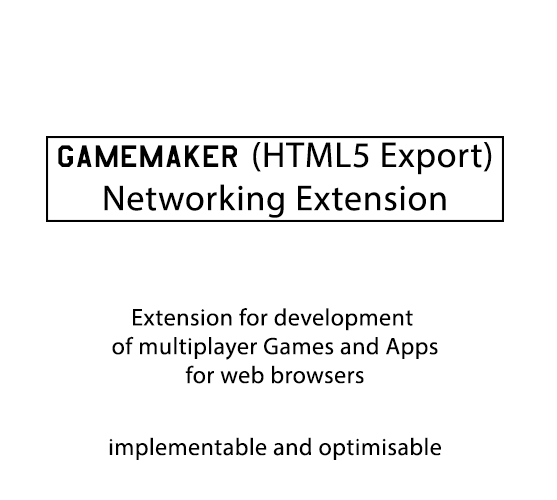 GAMEMAKER (HTML5 Export)
Networking Extension
Extension for development
of multiplayer Games and Apps
for web browsers
implementable and optimisable